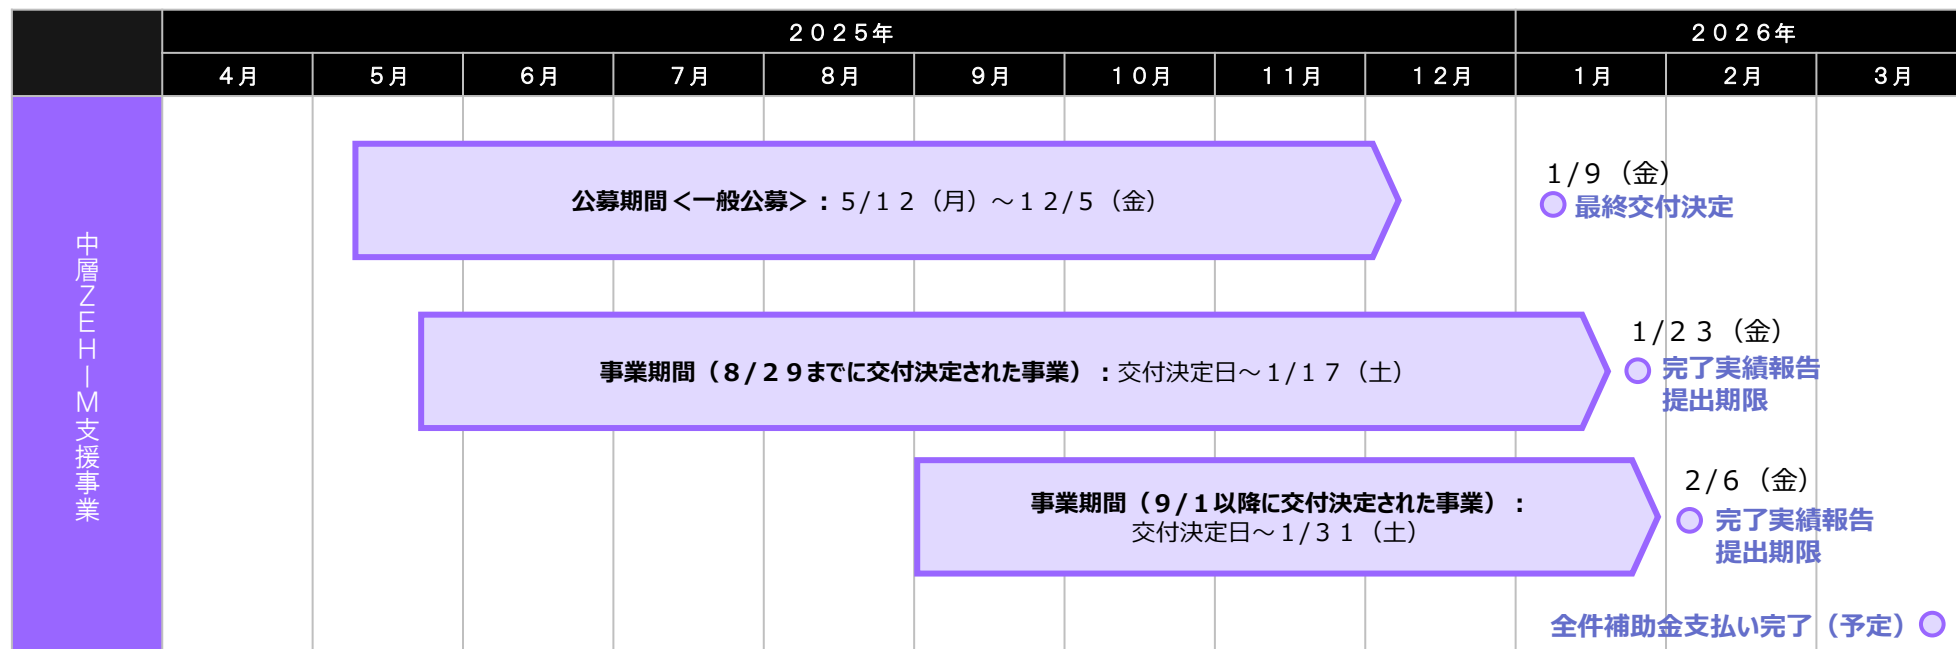 ２０２５年
２０２６年
４月
５月
６月
７月
８月
９月
１０月
１１月
１２月
１月
２月
３月
中層ＺＥＨ－Ｍ支援事業
公募期間＜一般公募＞：５/１２（月）～１２/５（金）
１/９（金）
最終交付決定
事業期間（８/２９までに交付決定された事業）：交付決定日～１/１７（土）
１/２３（金）
完了実績報告
提出期限
事業期間（９/１以降に交付決定された事業）：
交付決定日～１/３１（土）
２/６（金）
完了実績報告
提出期限
全件補助金支払い完了（予定）